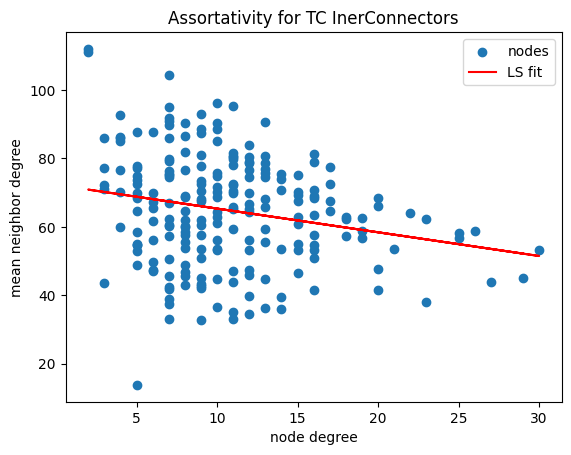 Assortativity for TC InerConnectors
nodes
LS fit
mean neighbor degree
100
80
60
40
20
5
10
15
20
25
30
node degree